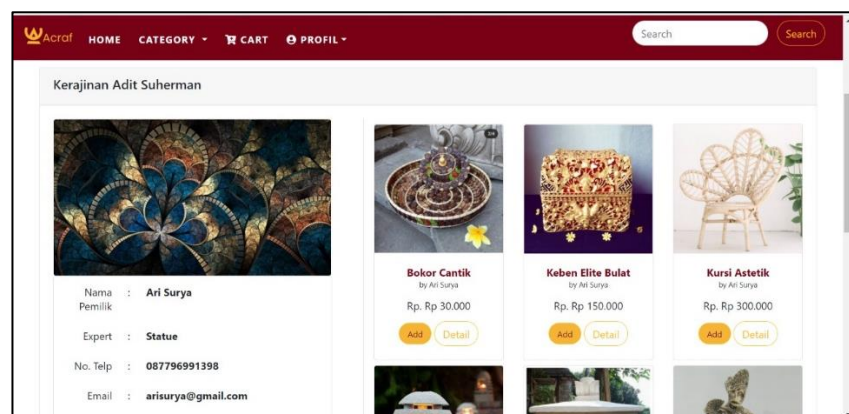 Acraf HOME CATEGORY CART PROFIL Search Search
Kerajinan Adit Suherman
Nama Pemilik : Ari Surya
Expert : Statue
No. Telp : 087796991398
Email : arisurya@gmail.com
Bokor Cantik
by Ari Surya
Rp. Rp 30.000
Add Detail
Keben Elite Bulat
by Ari Surya
Rp. Rp 150.000
Add Detail
Kursi Astetik
by Ari Surya
Rp. Rp 300.000
Add Detail